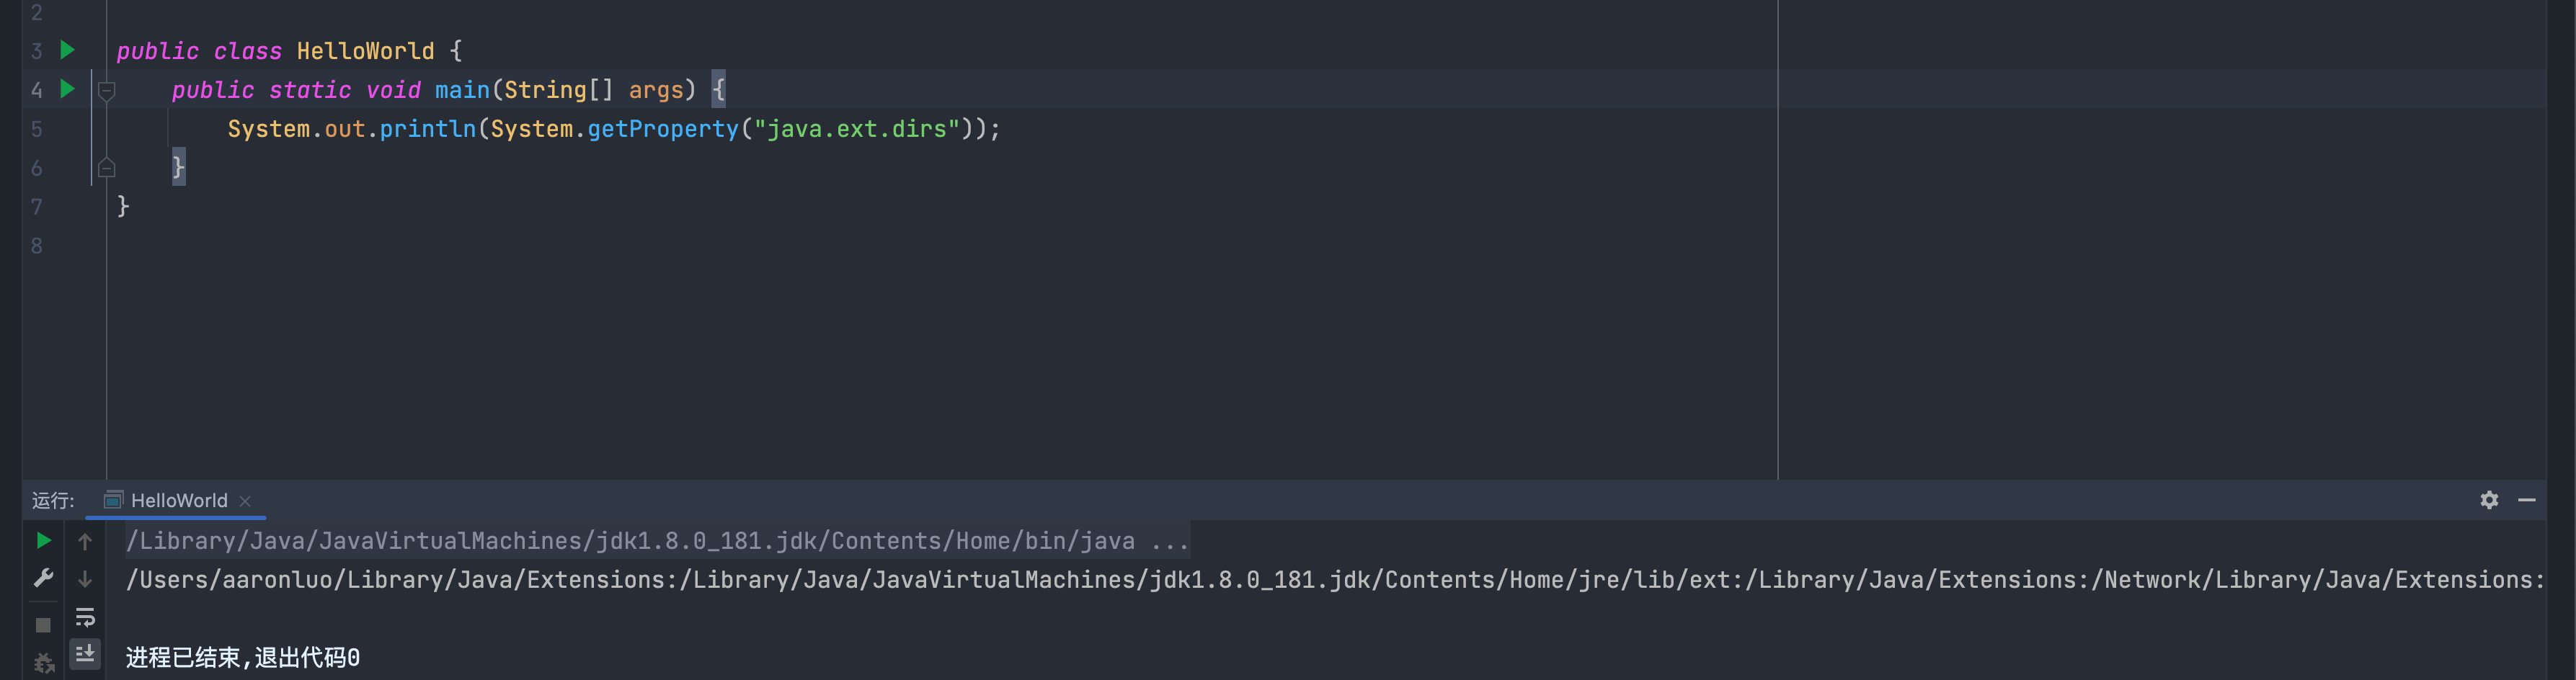 2
3 public class HelloWorld {
4 public static void main(String[] args) {
5 System.out.println(System.getProperty("java.ext.dirs"));
6 }
7 }
8
运行: HelloWorld ×
/Library/Java/JavaVirtualMachines/jdk1.8.0_181.jdk/Contents/Home/bin/java ...
/Users/aaronluo/Library/Java/Extensions:/Library/Java/JavaVirtualMachines/jdk1.8.0_181.jdk/Contents/Home/jre/lib/ext:/Library/Java/Extensions:/Network/Library/Java/Extensions:
进程已结束,退出代码0